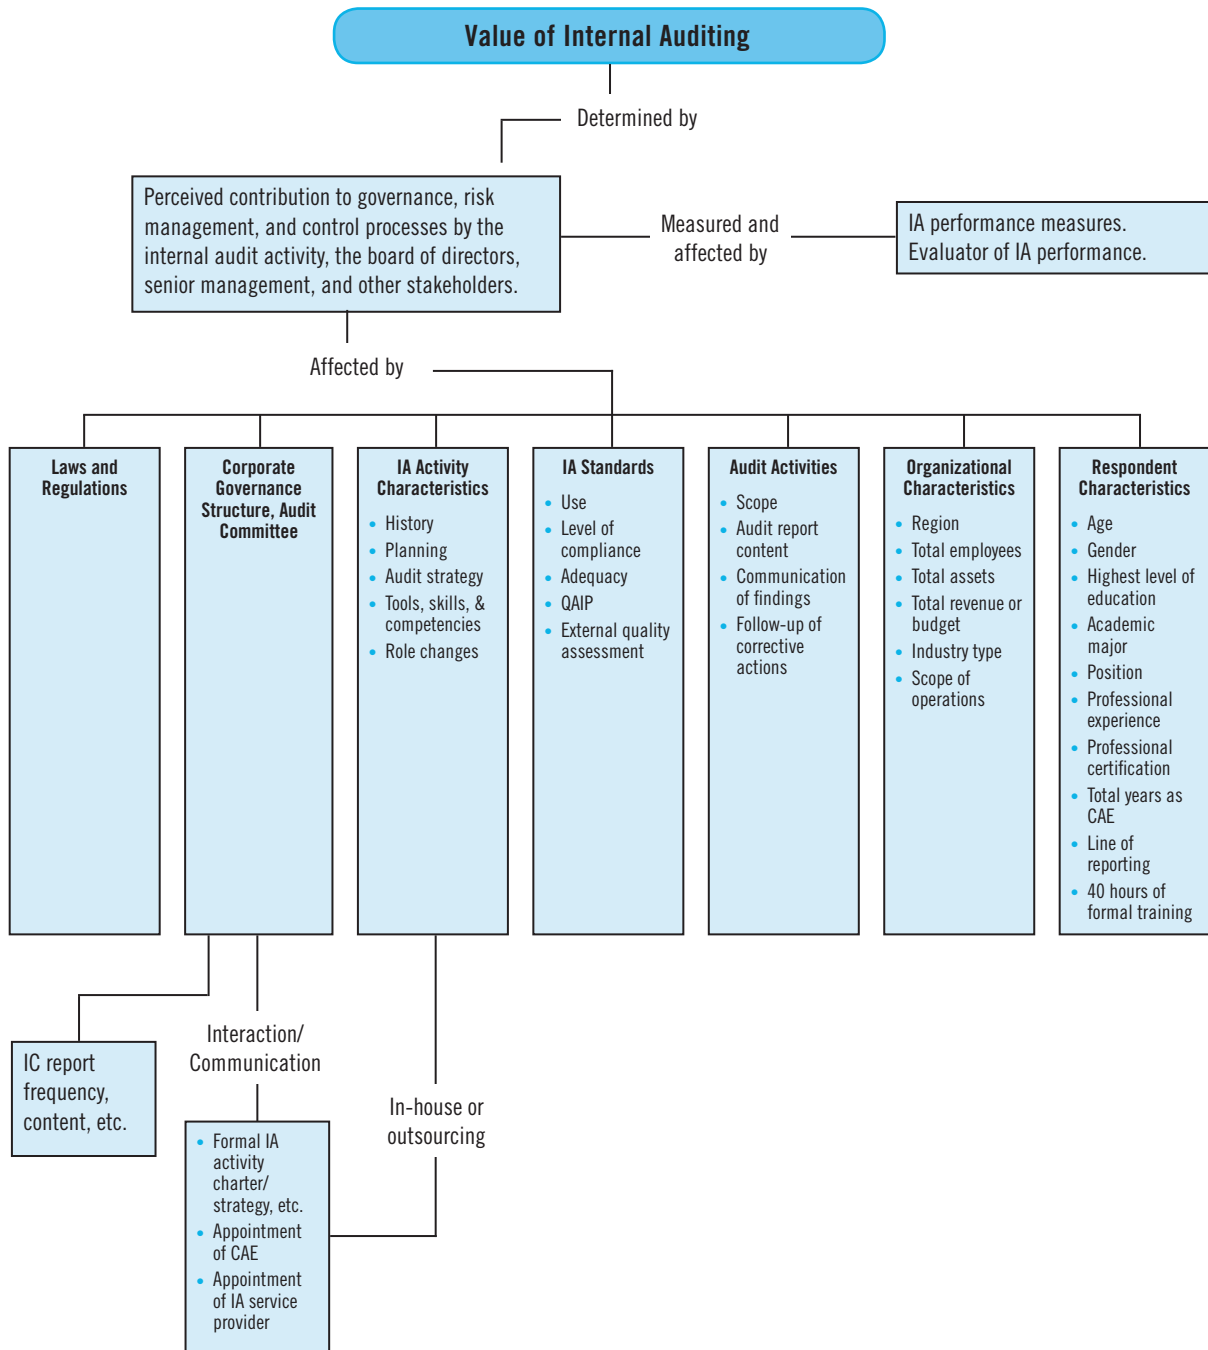 Value of Internal Auditing
Determined by
Perceived contribution to governance, risk
management, and control processes by the
internal audit activity, the board of directors,
senior management, and other stakeholders.
Measured and
affected by
IA performance measures.
Evaluator of IA performance.
Affected by
Laws and
Regulations
Corporate
Governance
Structure, Audit
Committee
IA Activity
Characteristics
• History
• Planning
• Audit strategy
• Tools, skills, &
competencies
• Role changes
IA Standards
• Use
• Level of
compliance
• Adequacy
• QAIP
• External quality
assessment
Audit Activities
• Scope
• Audit report
content
• Communication
of findings
• Follow-up of
corrective
actions
Organizational
Characteristics
• Region
• Total employees
• Total assets
• Total revenue or
budget
• Industry type
• Scope of
operations
Respondent
Characteristics
• Age
• Gender
• Highest level of
education
• Academic
major
• Position
• Professional
experience
• Professional
certification
• Total years as
CAE
• Line of
reporting
• 40 hours of
formal training
IC report
frequency,
content, etc.
Interaction/
Communication
In-house or
outsourcing
• Formal IA
activity
charter/
strategy, etc.
• Appointment
of CAE
• Appointment
of IA service
provider